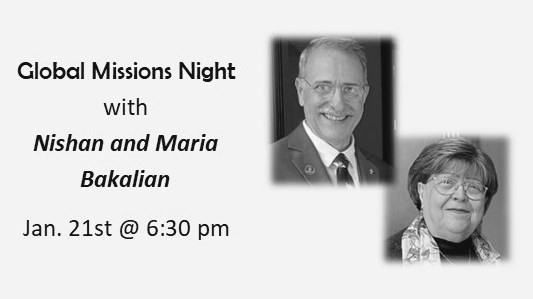 Global Missions Night
with
Nishan and Maria
Bakalian
Jan. 21st @ 6:30 pm